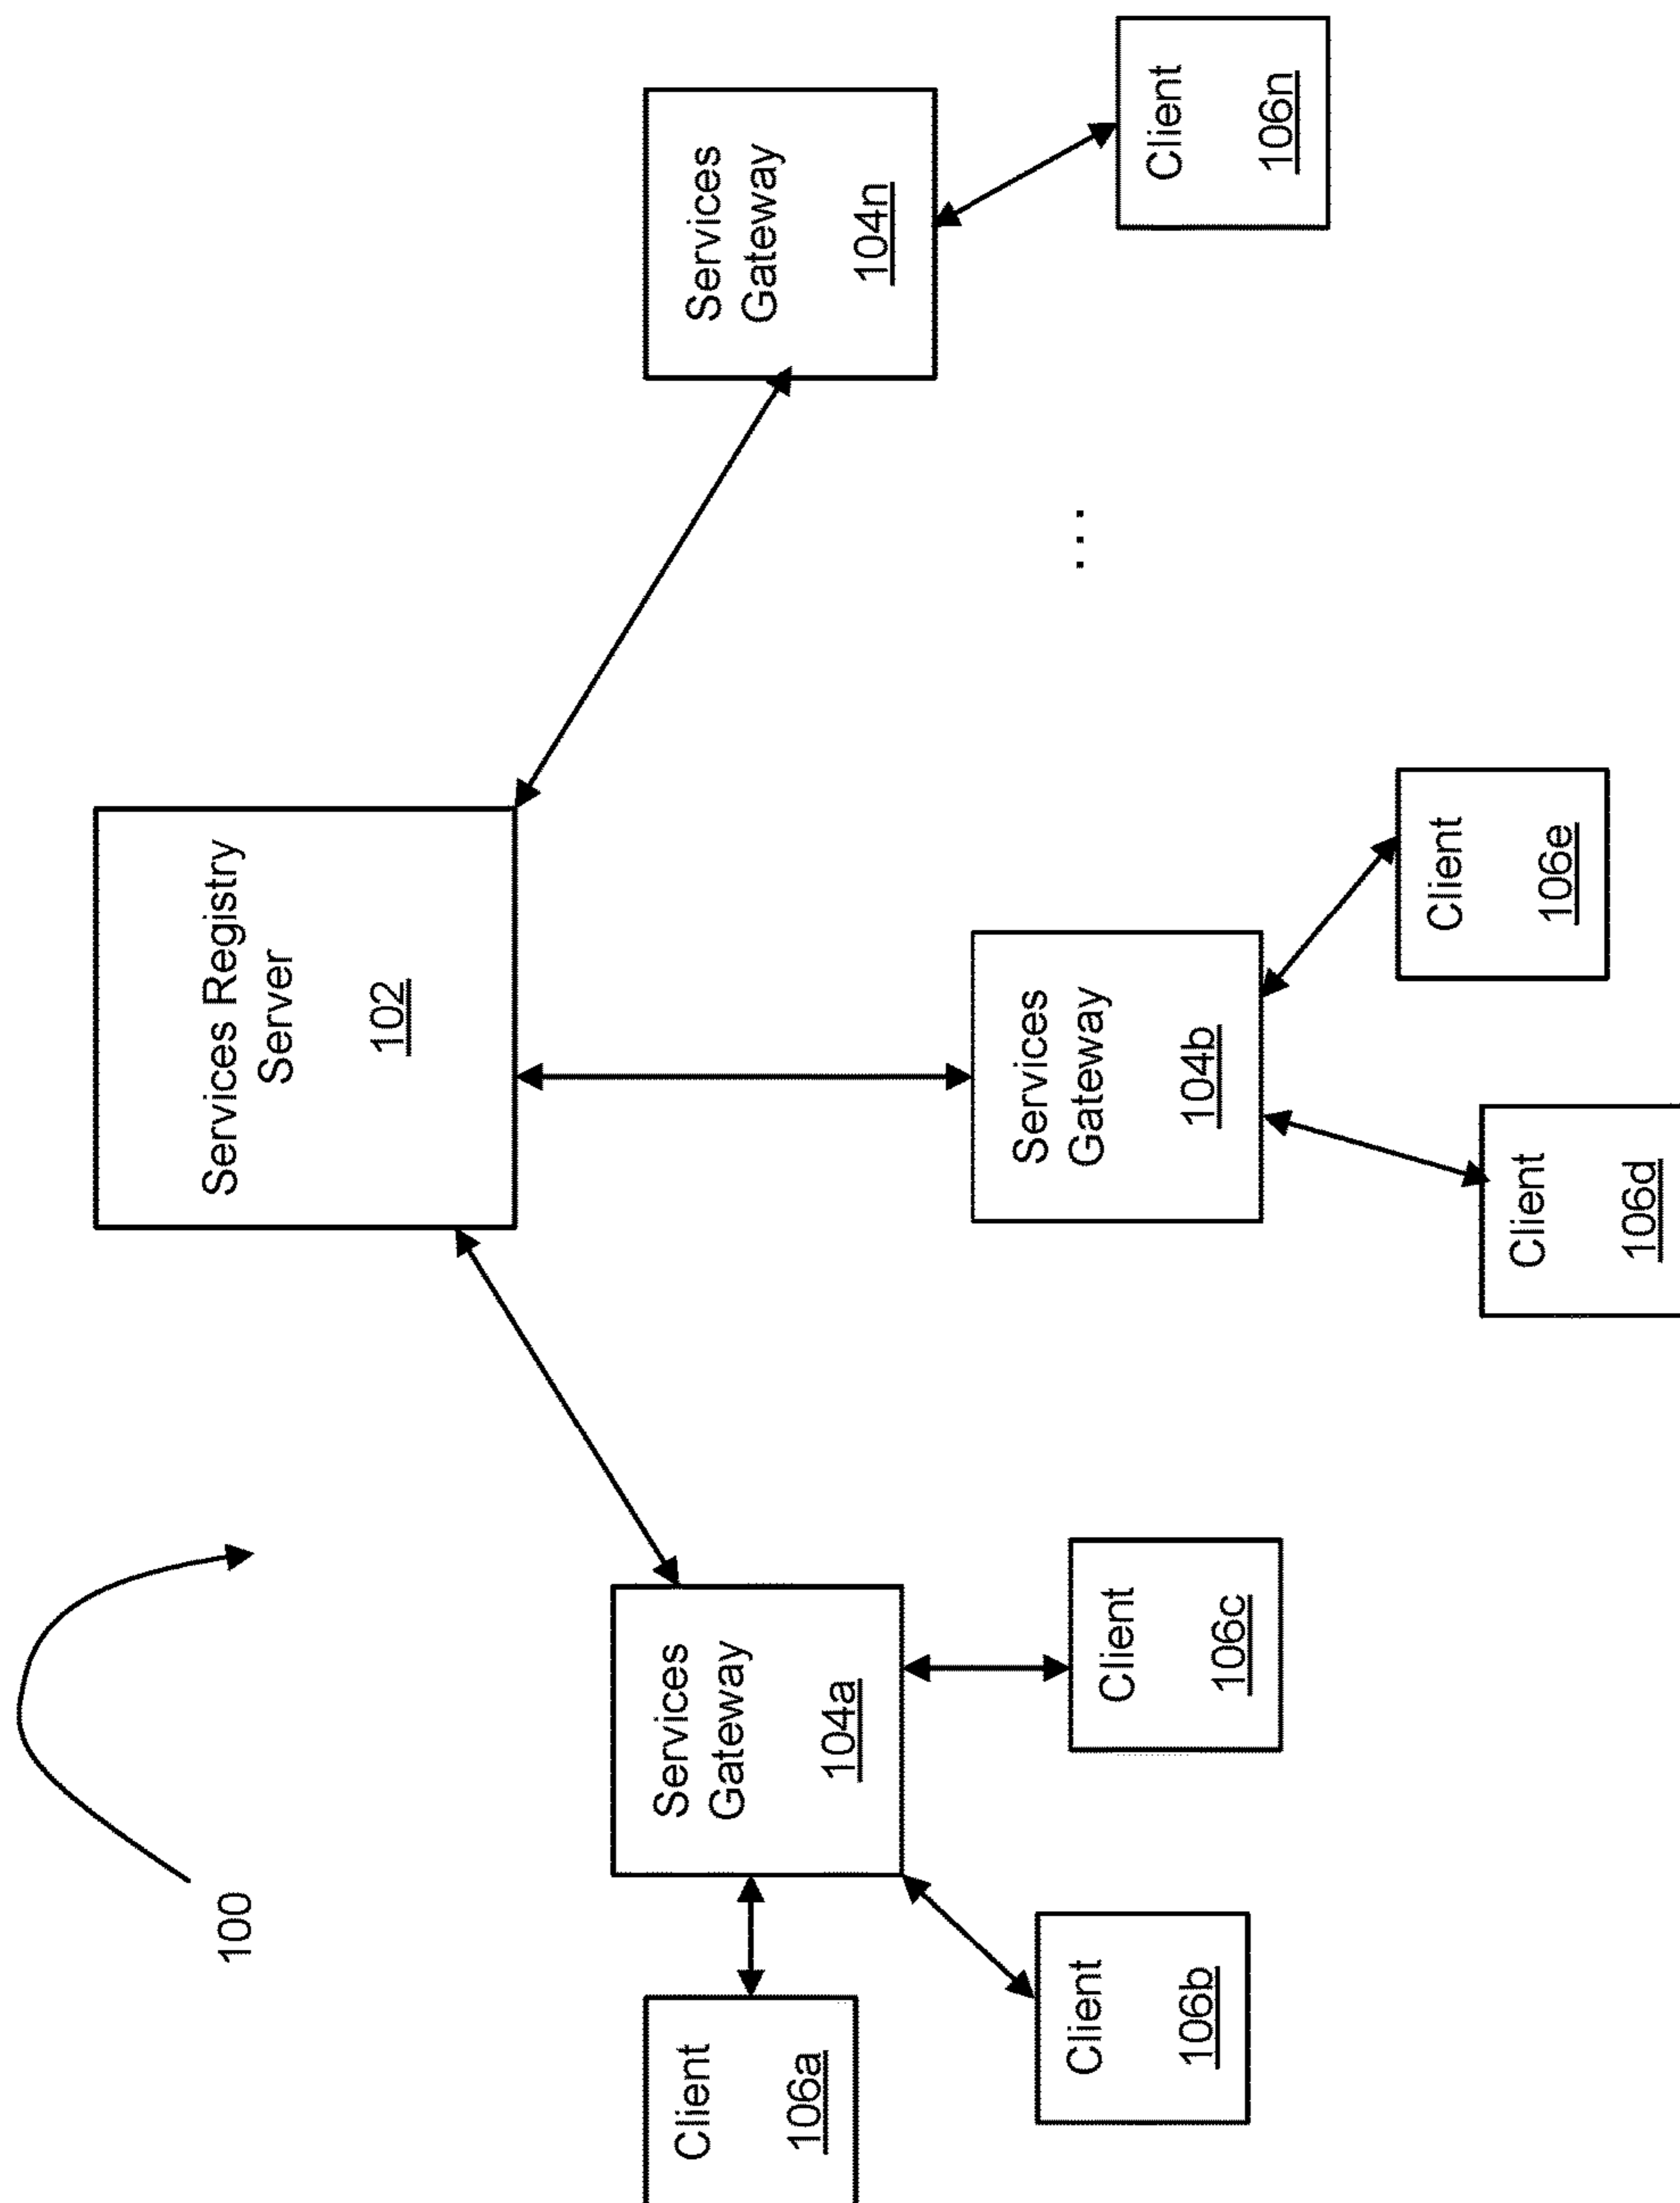 100
Services Registry
Server
102
Services
Gateway
104a
Services
Gateway
104b
Services
Gateway
104n
Client
106a
Client
106b
Client
106c
Client
106d
Client
106e
...
Client
106n